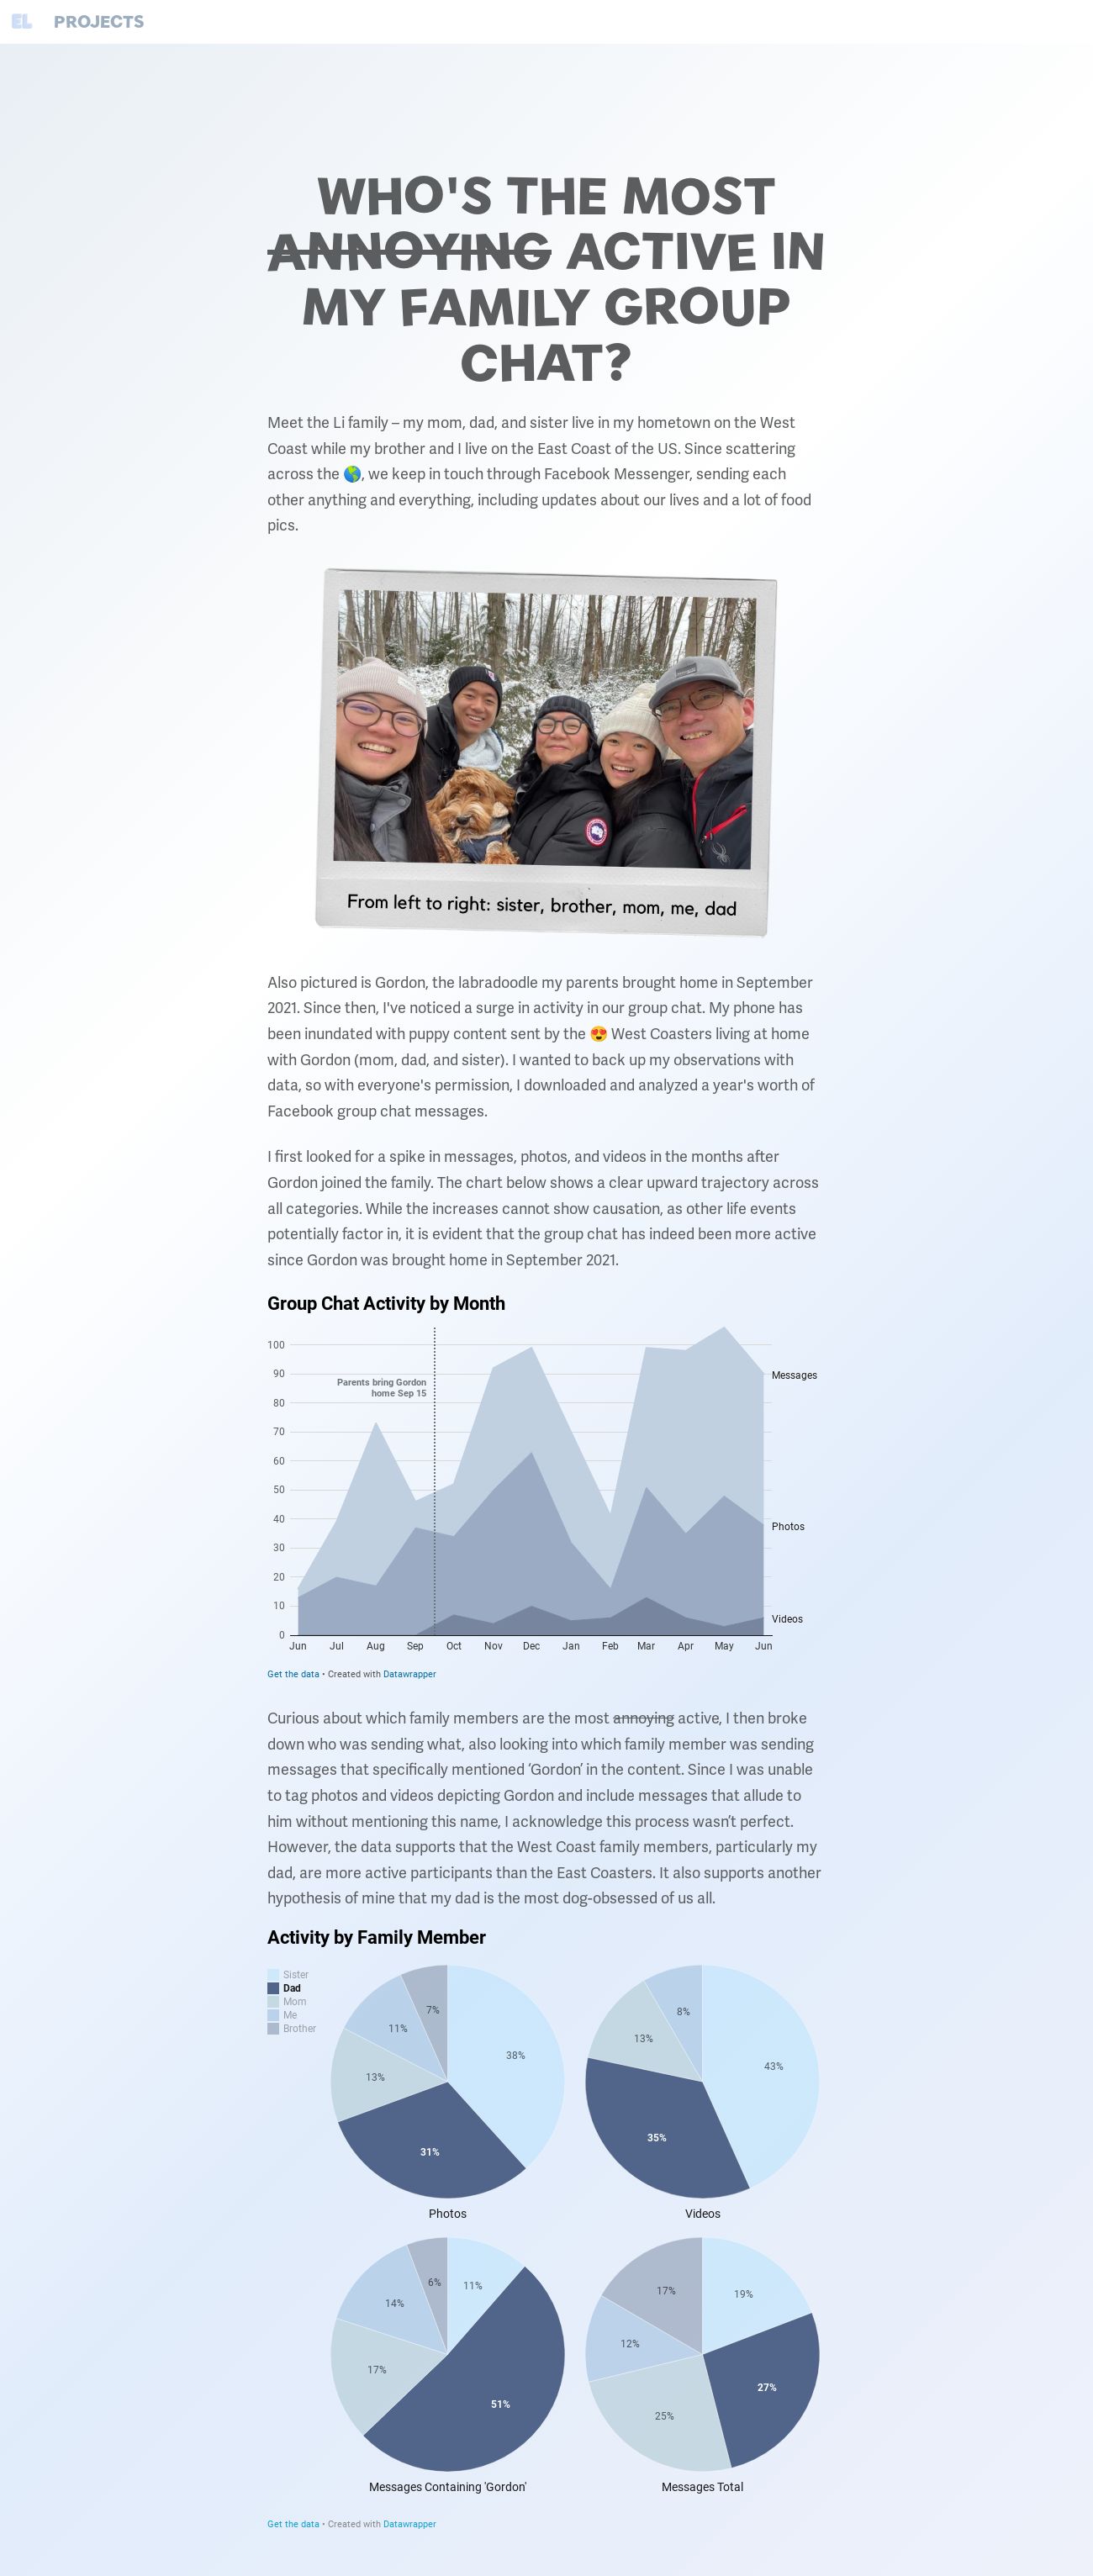 EL PROJECTS
WHO'S THE MOST
ANNOYING ACTIVE IN
MY FAMILY GROUP
CHAT?
Meet the Li family – my mom, dad, and sister live in my hometown on the West
Coast while my brother and I live on the East Coast of the US. Since scattering
across the 🌎, we keep in touch through Facebook Messenger, sending each
other anything and everything, including updates about our lives and a lot of food
pics.
From left to right: sister, brother, mom, me, dad
Also pictured is Gordon, the labradoodle my parents brought home in September
2021. Since then, I've noticed a surge in activity in our group chat. My phone has
been inundated with puppy content sent by the 😍 West Coasters living at home
with Gordon (mom, dad, and sister). I wanted to back up my observations with
data, so with everyone's permission, I downloaded and analyzed a year's worth of
Facebook group chat messages.
I first looked for a spike in messages, photos, and videos in the months after
Gordon joined the family. The chart below shows a clear upward trajectory across
all categories. While the increases cannot show causation, as other life events
potentially factor in, it is evident that the group chat has indeed been more active
since Gordon was brought home in September 2021.
Group Chat Activity by Month
100
90
Messages
Parents bring Gordon
home Sep 15
80
70
60
50
40
Photos
30
20
10
Videos
0
Jun Jul Aug Sep Oct Nov Dec Jan Feb Mar Apr May Jun
Get the data • Created with Datawrapper
Curious about which family members are the most annoying active, I then broke
down who was sending what, also looking into which family member was sending
messages that specifically mentioned ‘Gordon’ in the content. Since I was unable
to tag photos and videos depicting Gordon and include messages that allude to
him without mentioning this name, I acknowledge this process wasn’t perfect.
However, the data supports that the West Coast family members, particularly my
dad, are more active participants than the East Coasters. It also supports another
hypothesis of mine that my dad is the most dog-obsessed of us all.
Activity by Family Member
Sister
Dad
Mom
Me
Brother
7%
11%
38%
13%
31%
Photos
8%
13%
43%
35%
Videos
6%
11%
14%
17%
51%
Messages Containing 'Gordon'
17%
19%
12%
27%
25%
Messages Total
Get the data • Created with Datawrapper